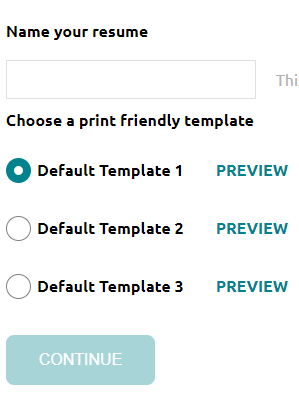 Name your resume
Thi
Choose a print friendly template
Default Template 1 PREVIEW
Default Template 2 PREVIEW
Default Template 3 PREVIEW
CONTINUE